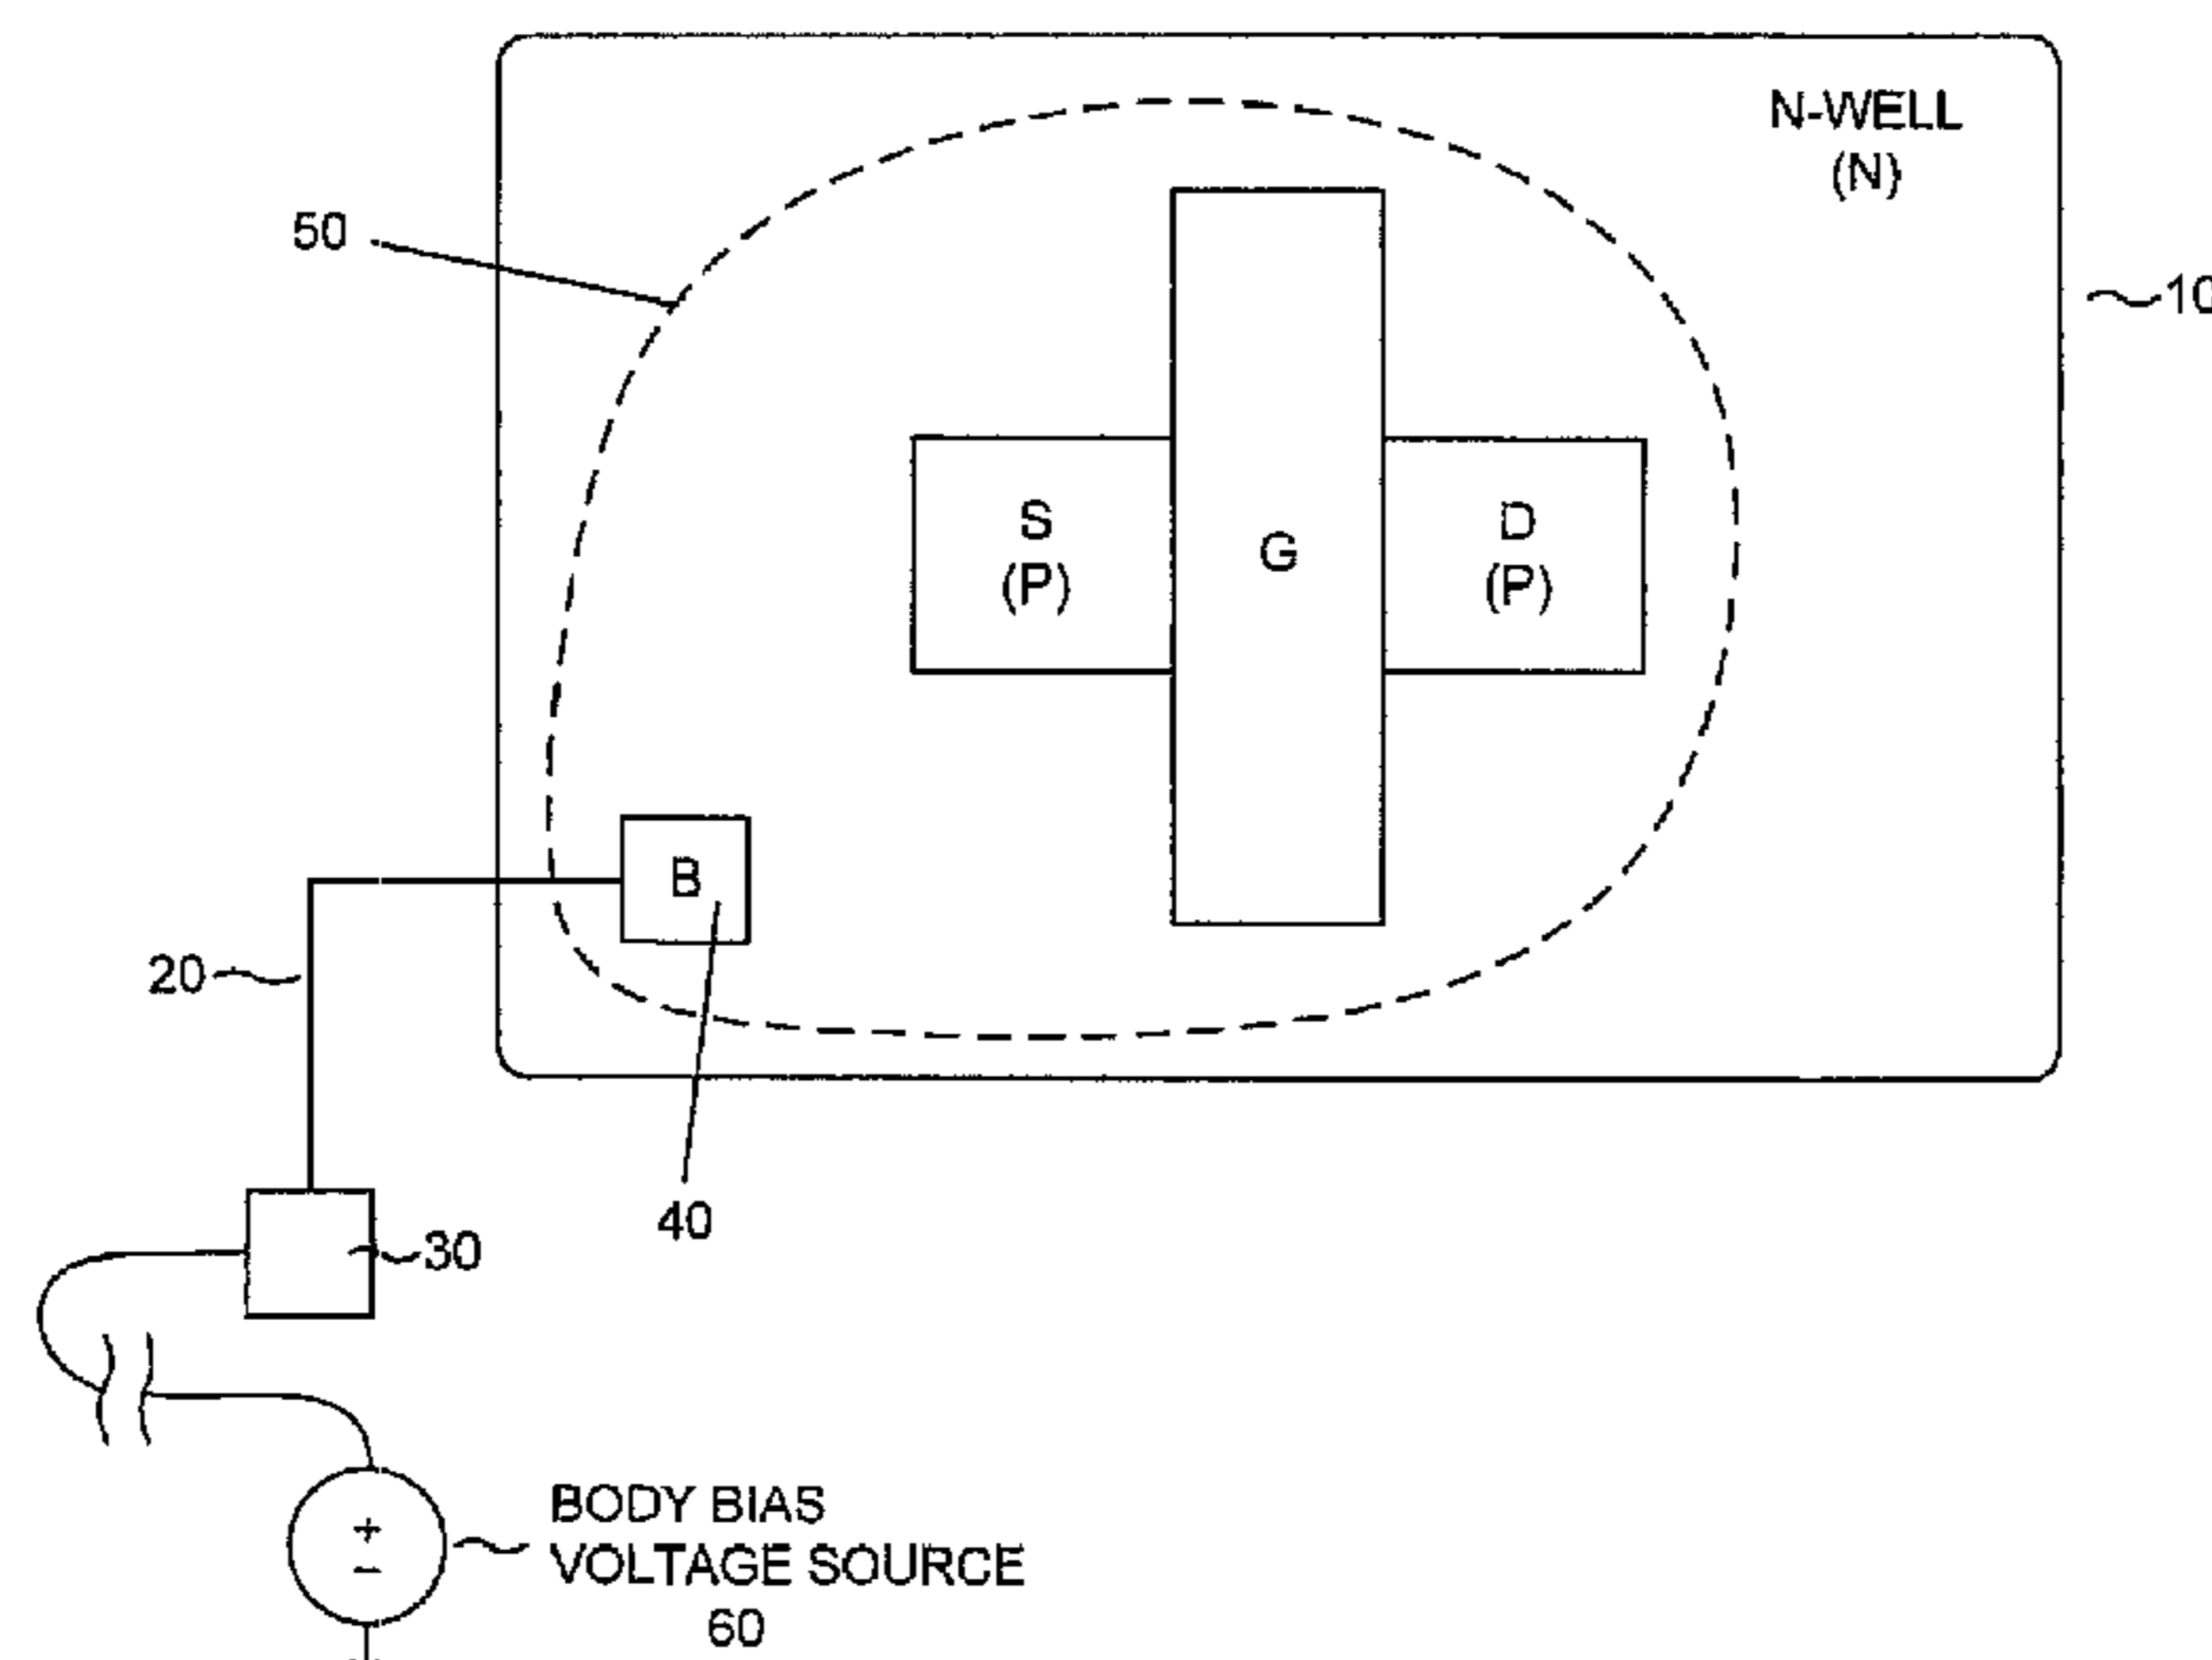 N-WELL
(N)
50
10
S
(P)
G
D
(P)
B
20
40
30
+
−
BODY BIAS
VOLTAGE SOURCE
60